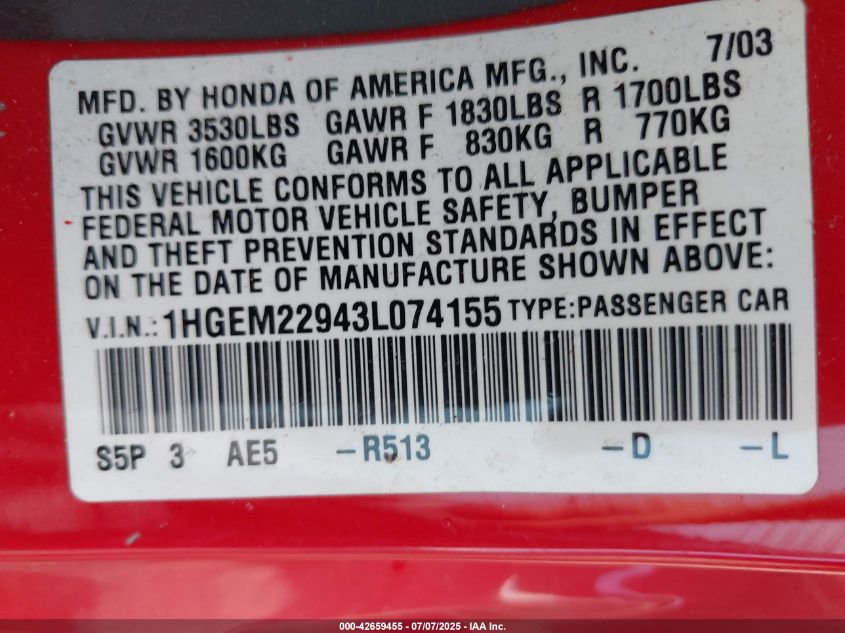 7/03
MFD. BY HONDA OF AMERICA MFG., INC.
GVWR 3530LBS GAWR F 1830LBS R 1700LBS
GVWR 1600KG GAWR F 830KG R 770KG
THIS VEHICLE CONFORMS TO ALL APPLICABLE
FEDERAL MOTOR VEHICLE SAFETY, BUMPER
AND THEFT PREVENTION STANDARDS IN EFFECT
ON THE DATE OF MANUFACTURE SHOWN ABOVE:
V.I.N.: 1HGEM22943L074155 TYPE:PASSENGER CAR
S5P 3 AE5 -R513 -D -L
000-42659455 / 07/07/2025 - IAA Inc.